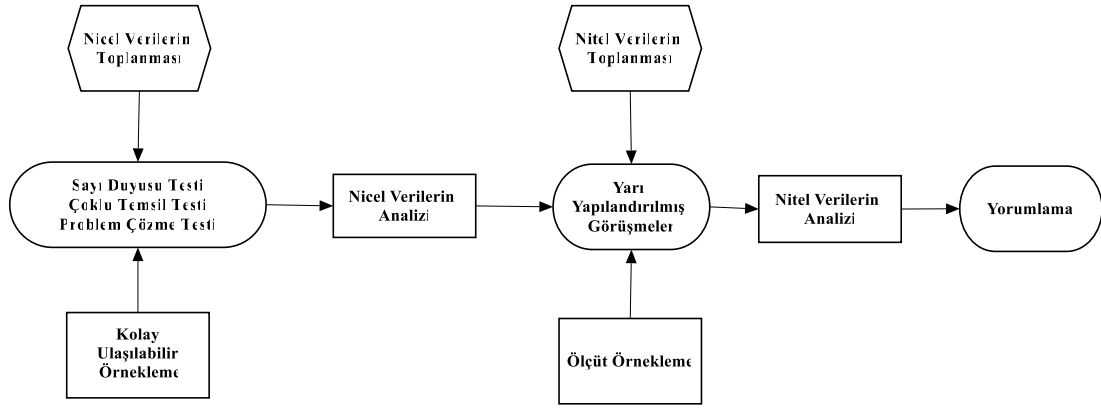 Nicel Verilerin
Toplanması
Nitel Verilerin
Toplanması
Sayı Duyusu Testi
Çoklu Temsil Testi
Problem Çözme Testi
Nicel Verilerin
Analizi
Yarı
Yapılandırılmış
Görüşmeler
Nitel Verilerin
Analizi
Yorumlama
Kolay
Ulaşılabilir
Örnekleme
Ölçüt Örnekleme